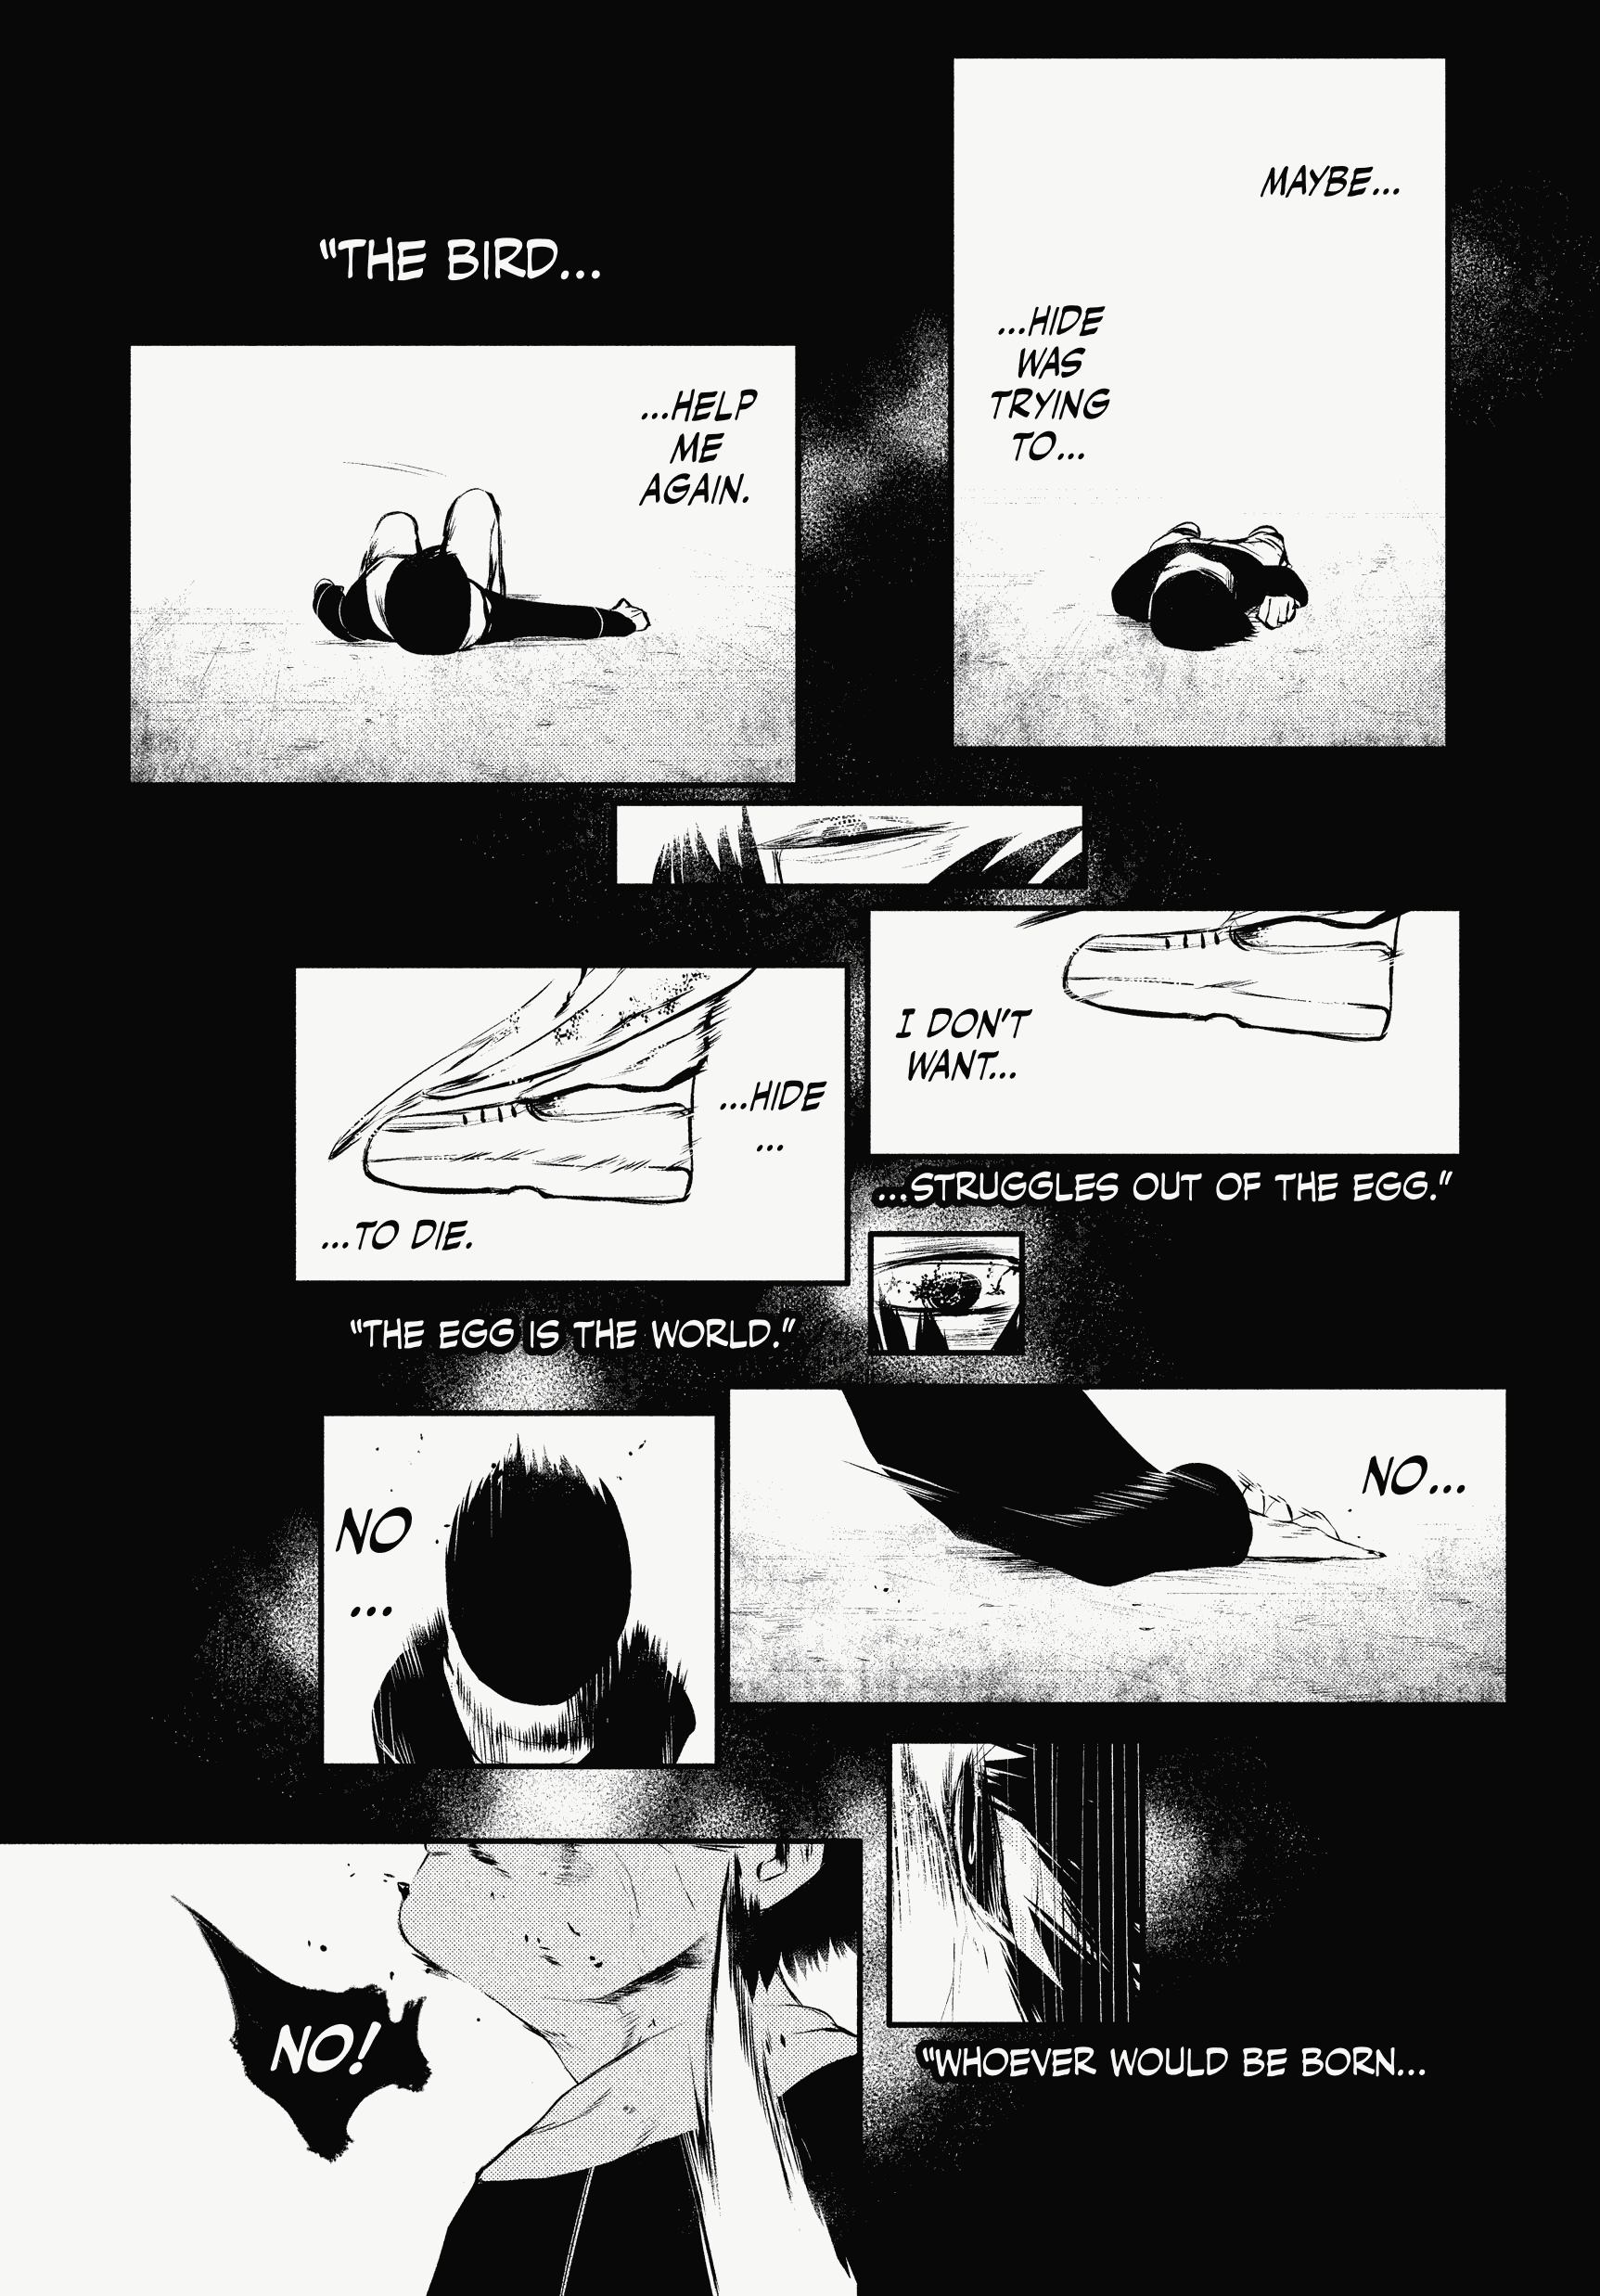 MAYBE...
...HIDE
WAS
TRYING
TO...
"THE BIRD...
...HELP
ME
AGAIN.
I DON'T
WANT...
...STRUGGLES OUT OF THE EGG."
...HIDE
...
...TO DIE.
"THE EGG IS THE WORLD."
NO...
NO
...
"WHOEVER WOULD BE BORN...
NO!